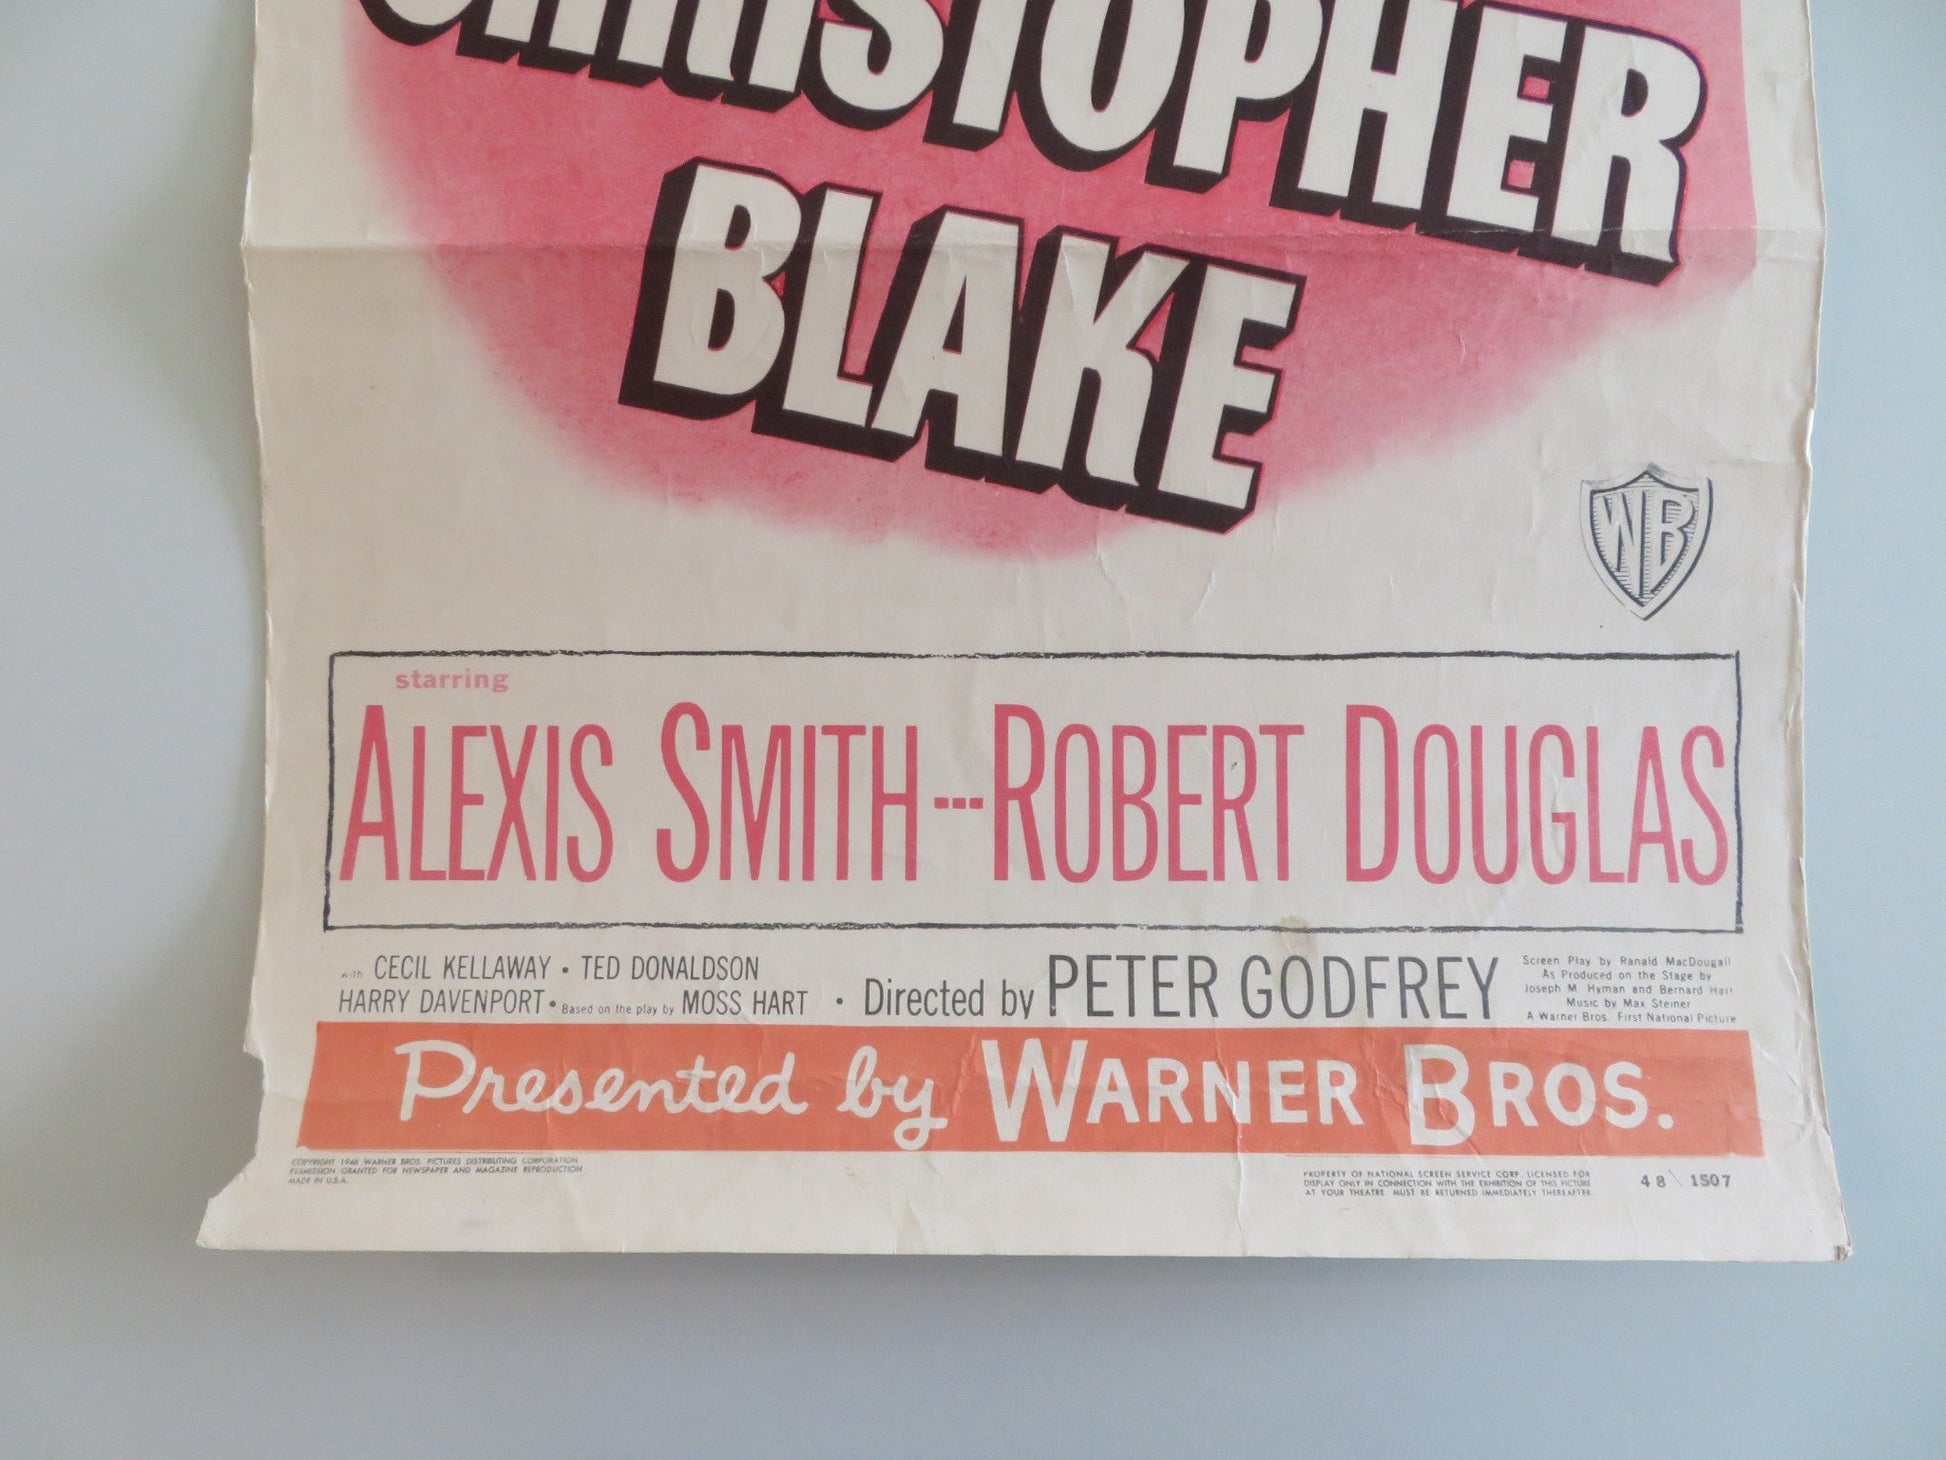 CHRISTOPHER
BLAKE
WB
starring
ALEXIS SMITH---ROBERT DOUGLAS
with CECIL KELLAWAY • TED DONALDSON
HARRY DAVENPORT • Based on the play by MOSS HART • Directed by PETER GODFREY
Screen Play by Ranald MacDougall
As Produced on the Stage by
Joseph M. Hyman and Bernard Hart
Music by Max Steiner
A Warner Bros. First National Picture
Presented by WARNER BROS.
COPYRIGHT 1948 WARNER BROS. PICTURES DISTRIBUTING CORPORATION
PERMISSION GRANTED FOR NEWSPAPER AND MAGAZINE REPRODUCTION
MADE IN U.S.A.
PROPERTY OF NATIONAL SCREEN SERVICE CORP. LICENSED FOR
DISPLAY ONLY IN CONNECTION WITH THE EXHIBITION OF THIS PICTURE
AT YOUR THEATRE. MUST BE RETURNED IMMEDIATELY THEREAFTER.
48 \ 1507